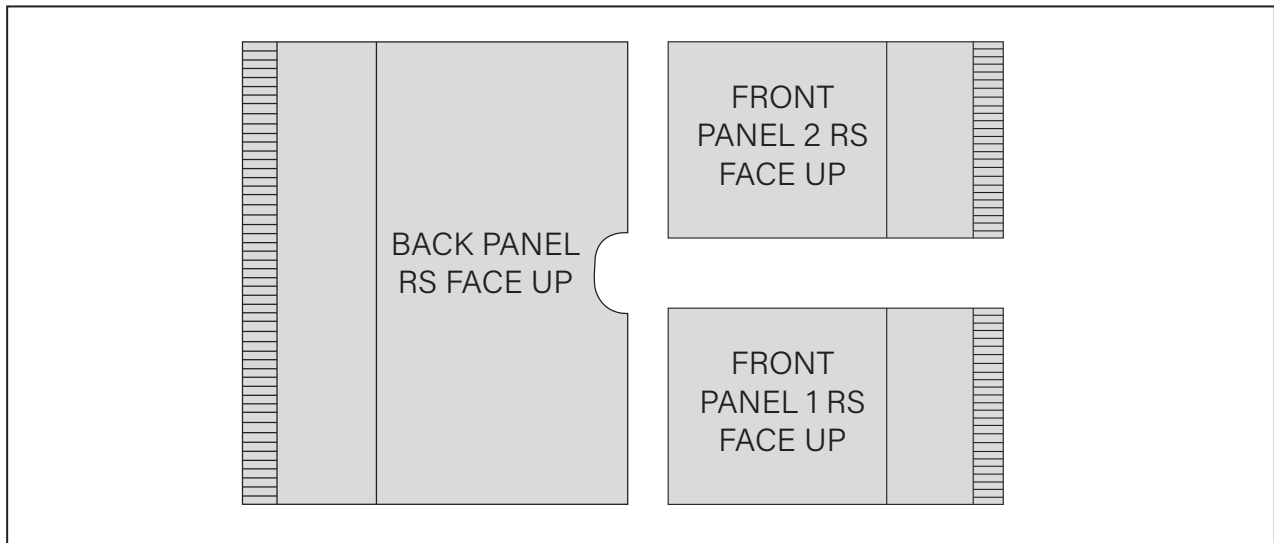 BACK PANEL
RS FACE UP
FRONT
PANEL 2 RS
FACE UP
FRONT
PANEL 1 RS
FACE UP